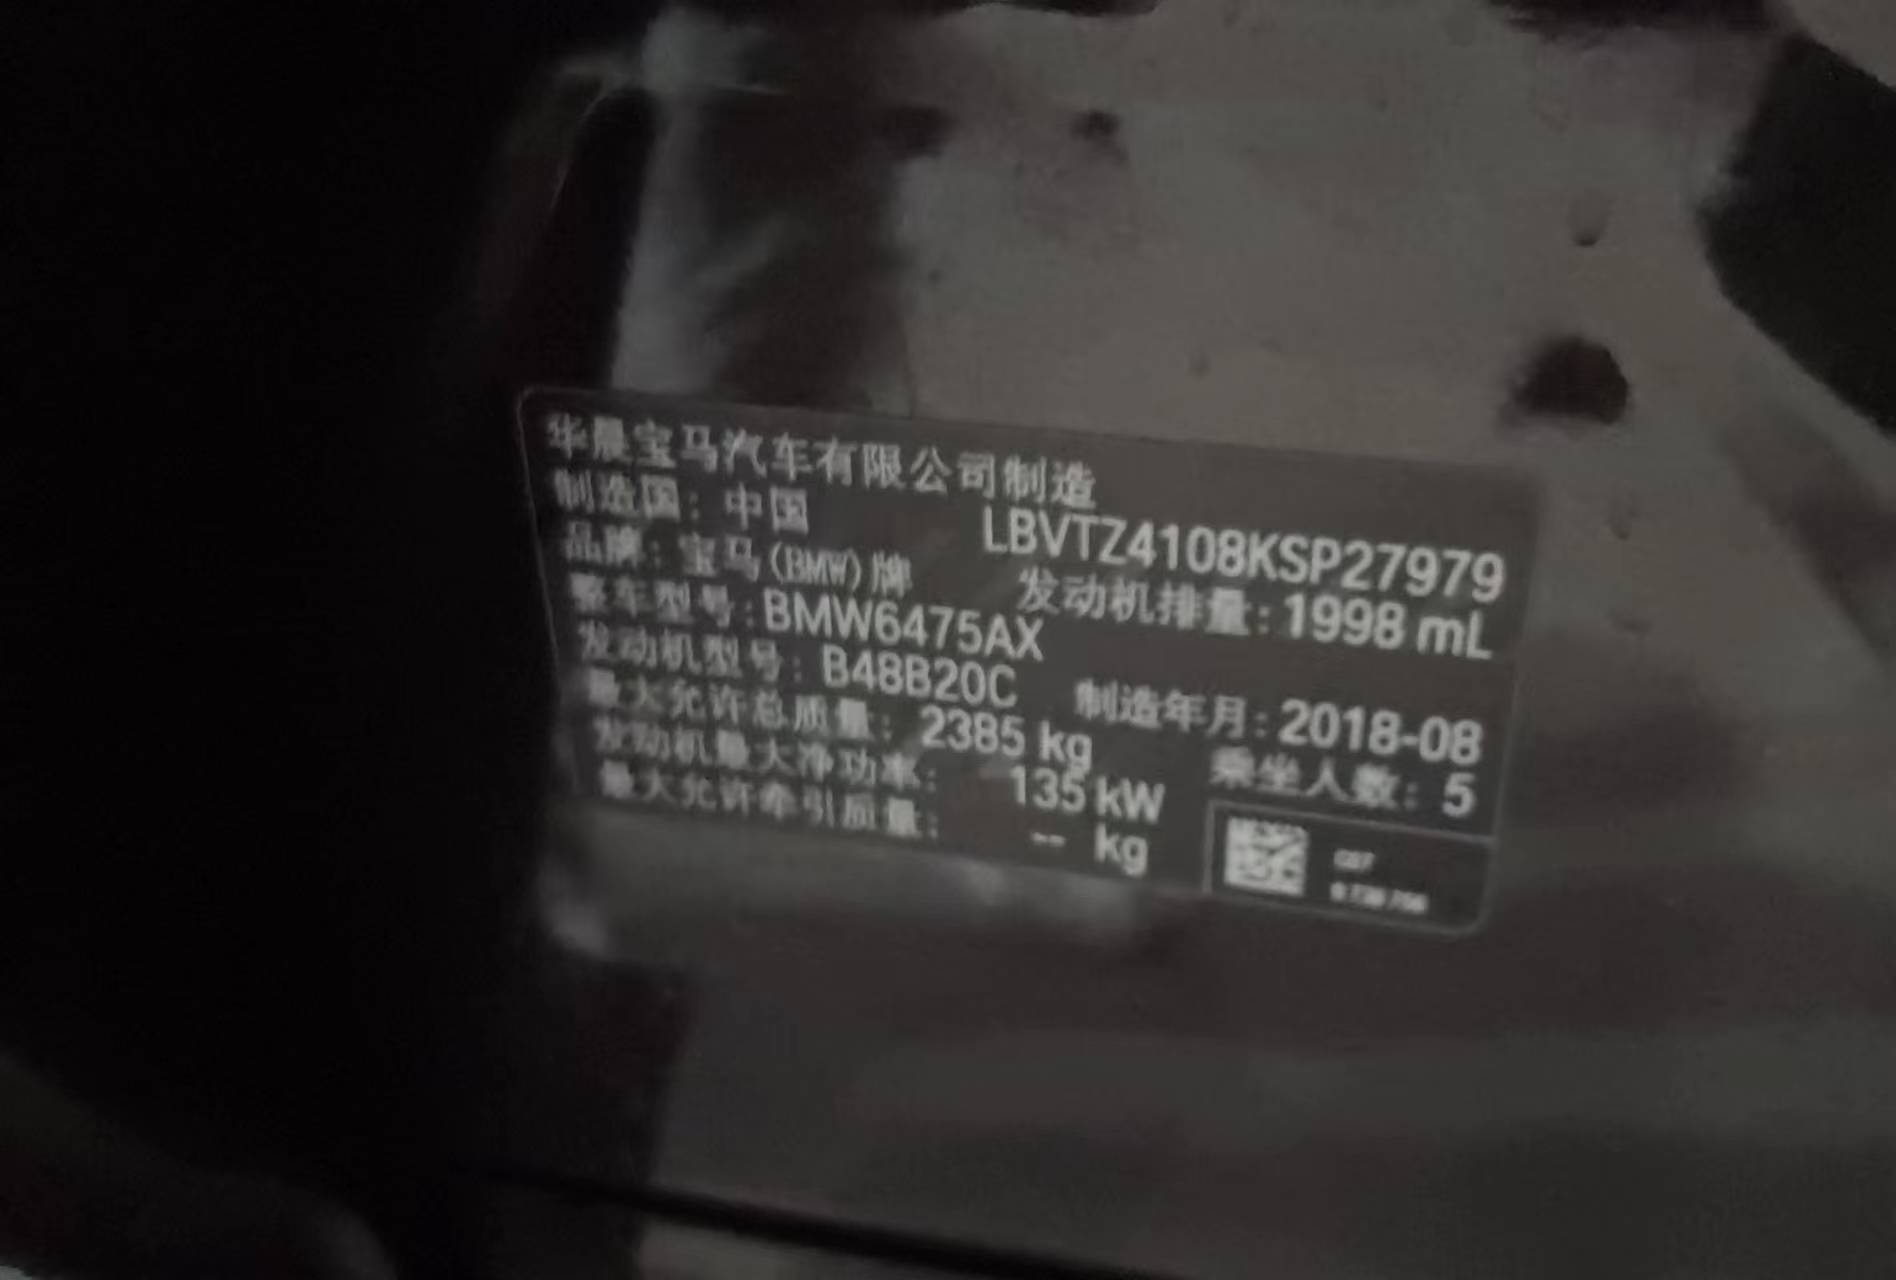 华晨宝马汽车有限公司制造
制造国：中国 LBVTZ4108KSP27979
品牌：宝马(BMW)牌 发动机排量：1998 mL
整车型号：BMW6475AX
发动机型号：B48B20C 制造年月：2018-08
最大允许总质量：2385 kg 乘坐人数：5
发动机最大净功率：135 kW
最大允许牵引质量：-- kg